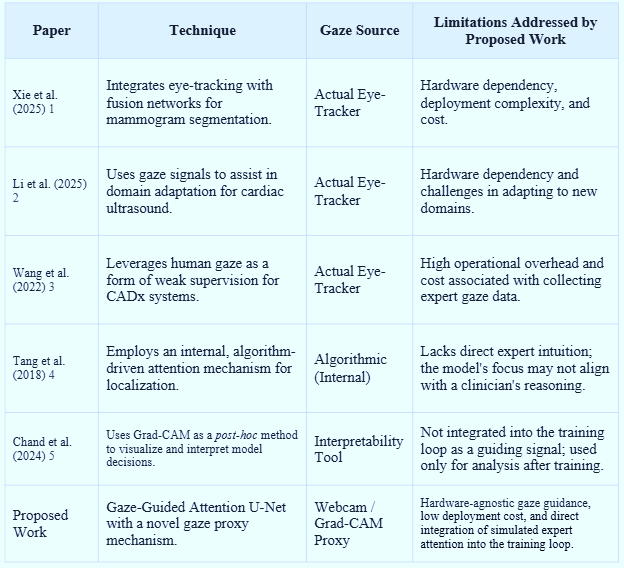 Paper
Technique
Gaze Source
Limitations Addressed by
Proposed Work
Xie et al.
(2025) 1
Integrates eye-tracking with
fusion networks for
mammogram segmentation.
Actual Eye-
Tracker
Hardware dependency,
deployment complexity, and
cost.
Li et al. (2025)
2
Uses gaze signals to assist in
domain adaptation for cardiac
ultrasound.
Actual Eye-
Tracker
Hardware dependency and
challenges in adapting to new
domains.
Wang et al.
(2022) 3
Leverages human gaze as a
form of weak supervision for
CADx systems.
Actual Eye-
Tracker
High operational overhead and
cost associated with collecting
expert gaze data.
Tang et al.
(2018) 4
Employs an internal, algorithm-
driven attention mechanism for
localization.
Algorithmic
(Internal)
Lacks direct expert intuition;
the model's focus may not align
with a clinician's reasoning.
Chand et al.
(2024) 5
Uses Grad-CAM as a post-hoc method
to visualize and interpret model
decisions.
Interpretability
Tool
Not integrated into the training
loop as a guiding signal; used
only for analysis after training.
Proposed
Work
Gaze-Guided Attention U-Net
with a novel gaze proxy
mechanism.
Webcam /
Grad-CAM
Proxy
Hardware-agnostic gaze guidance,
low deployment cost, and direct
integration of simulated expert
attention into the training loop.